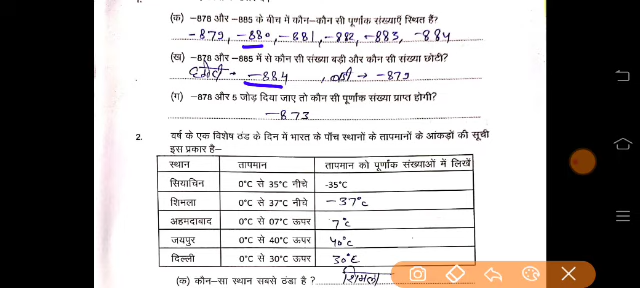 (क) –878 और –885 के बीच में कौन–कौन सी पूर्णांक संख्याएँ स्थित हैं?
-879, -880, -881, -882, -883, -884
(ख) –878 और –885 में से कौन सी संख्या बड़ी और कौन सी संख्या छोटी?
छोटी → -884, बड़ी → -879
(ग) –878 और 5 जोड़ दिया जाए तो कौन सी पूर्णांक संख्या प्राप्त होगी?
-873
2. वर्ष के एक विशेष ठंड के दिन में भारत के पाँच स्थानों के तापमानों के आंकड़ों की सूची
इस प्रकार है–
स्थान तापमान तापमान को पूर्णांक संख्याओं में लिखें
सियाचिन 0°C से 35°C नीचे -35°C
शिमला 0°C से 37°C नीचे -37°C
अहमदाबाद 0°C से 07°C ऊपर 7°C
जयपुर 0°C से 40°C ऊपर 40°C
दिल्ली 0°C से 30°C ऊपर 30°C
(क) कौन–सा स्थान सबसे ठंडा है ? शिमला